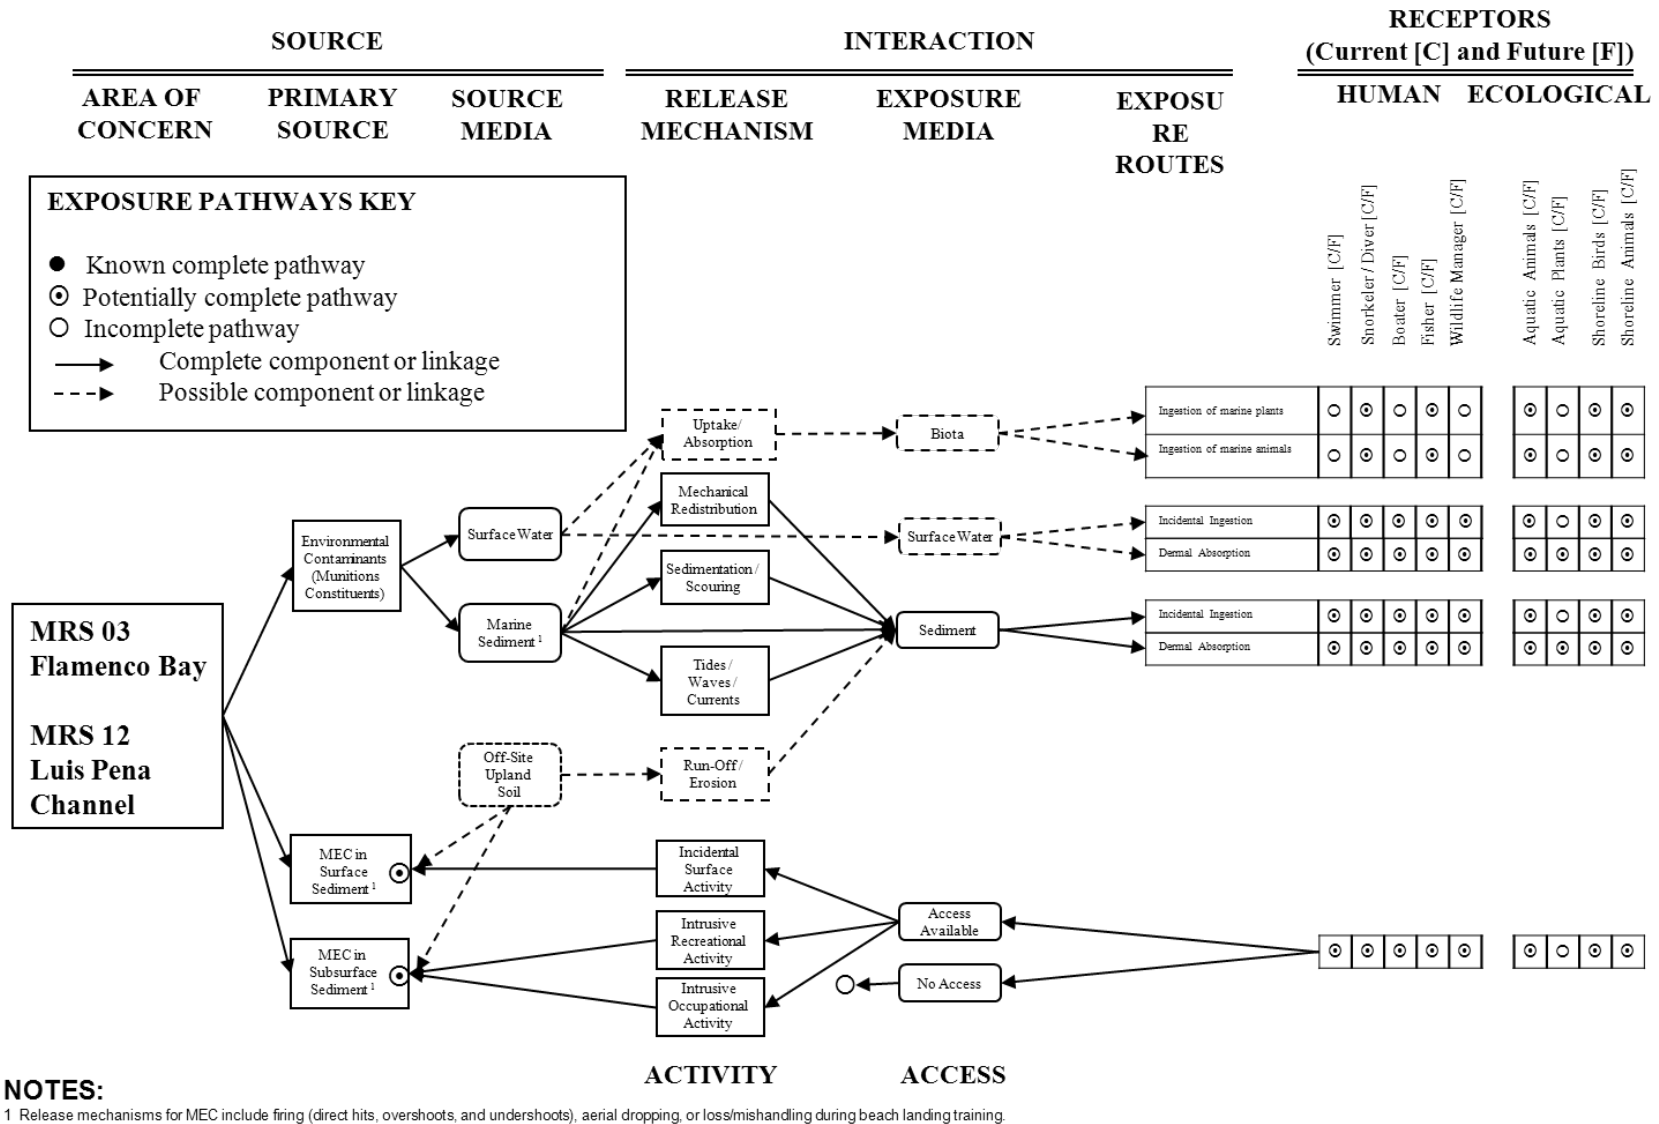 SOURCE
INTERACTION
RECEPTORS
(Current [C] and Future [F])
AREA OF
CONCERN
PRIMARY
SOURCE
SOURCE
MEDIA
RELEASE
MECHANISM
EXPOSURE
MEDIA
EXPOSU
RE
ROUTES
HUMAN
ECOLOGICAL
EXPOSURE PATHWAYS KEY
Known complete pathway
Potentially complete pathway
Incomplete pathway
Complete component or linkage
Possible component or linkage
Swimmer [C/F]
Snorkeler / Diver [C/F]
Boater [C/F]
Fisher [C/F]
Wildlife Manager [C/F]
Aquatic Animals [C/F]
Aquatic Plants [C/F]
Shoreline Birds [C/F]
Shoreline Animals [C/F]
Uptake/
Absorption
Biota
Ingestion of marine plants
Ingestion of marine animals
Mechanical
Redistribution
Environmental
Contaminants
(Munitions
Constituents)
Surface Water
Surface Water
Incidental Ingestion
Dermal Absorption
Sedimentation /
Scouring
MRS 03
Flamenco Bay
MRS 12
Luis Pena
Channel
Marine
Sediment 1
Sediment
Incidental Ingestion
Dermal Absorption
Tides /
Waves /
Currents
Off-Site
Upland
Soil
Run-Off /
Erosion
MEC in
Surface
Sediment 1
Incidental
Surface
Activity
Access
Available
MEC in
Subsurface
Sediment 1
Intrusive
Recreational
Activity
No Access
Intrusive
Occupational
Activity
ACTIVITY
ACCESS
NOTES:
1 Release mechanisms for MEC include firing (direct hits, overshoots, and undershoots), aerial dropping, or loss/mishandling during beach landing training.